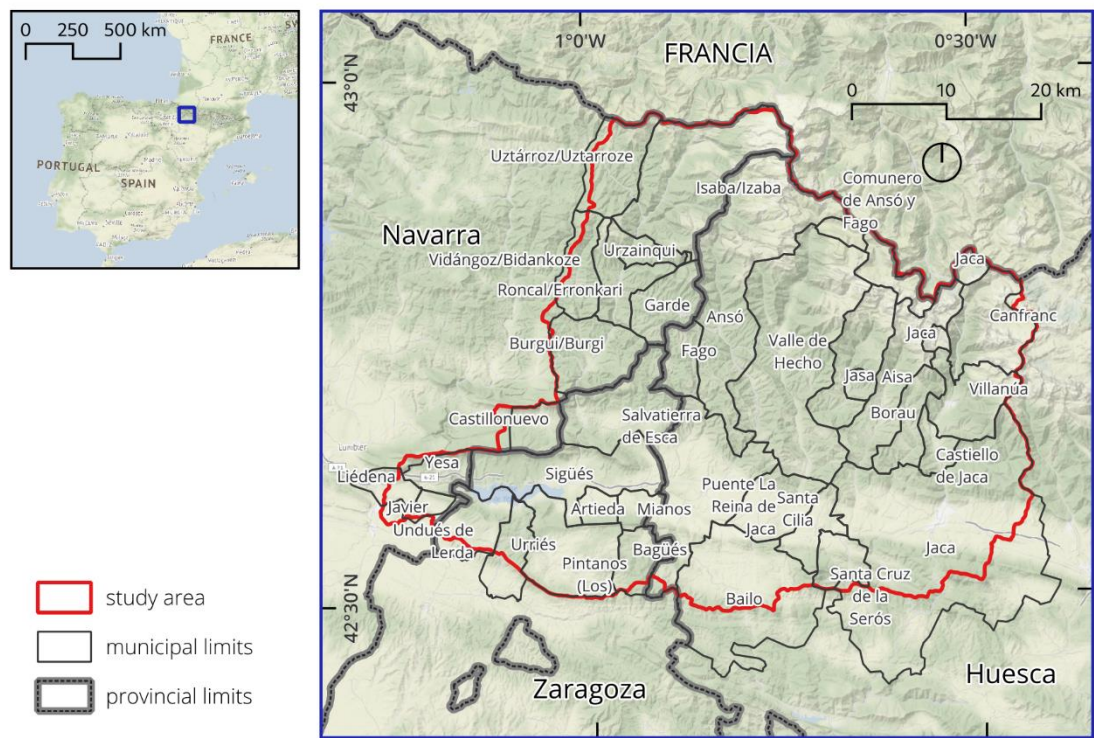 0 250 500 km
FRANCE
PORTUGAL
SPAIN
Madrid
study area
municipal limits
provincial limits
1°0'W
0°30'W
FRANCIA
43°0'N
42°30'N
0 10 20 km
Uztárroz/Uztarroze
Isaba/Izaba
Comunero
de Ansó y
Fago
Navarra
Urzainqui
Vidángoz/Bidankoze
Jaca
Roncal/Erronkari
Garde
Ansó
Canfranc
Burgui/Burgi
Fago
Valle de
Hecho
Jaca
Jasa
Aisa
Villanúa
Castillonuevo
Salvatierra
de Esca
Borau
Lumbier
Yesa
Castiello
de Jaca
A-15
A-21
Liédena
Sigüés
Javier
Artieda
Mianos
Puente La
Reina de
Jaca
Santa
Cilia
Undués de
Lerda
Urriés
Bagüés
Jaca
Pintanos
(Los)
Bailo
Santa Cruz
de la
Serós
Zaragoza
Huesca